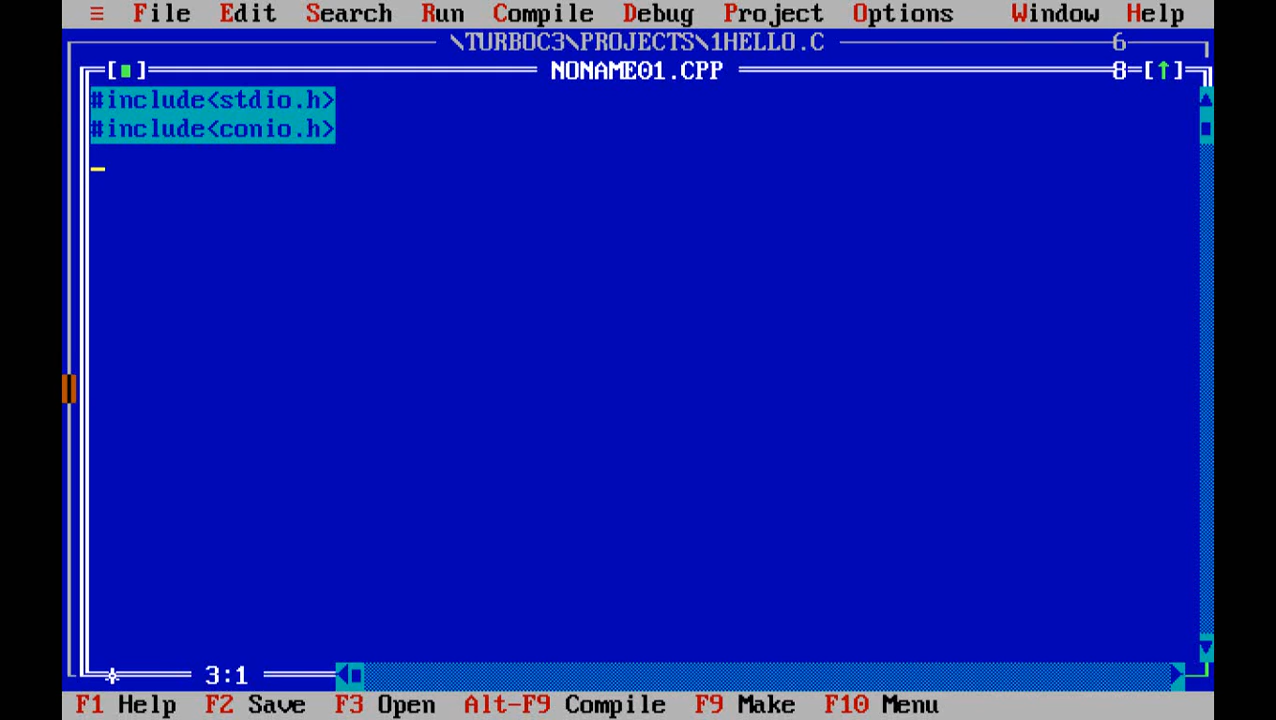 ≡ File Edit Search Run Compile Debug Project Options Window Help
\TURBOC3\PROJECTS\1HELLO.C 6
[■] NONAME01.CPP 8=[↑]
#include<stdio.h>
#include<conio.h>
3:1
F1 Help F2 Save F3 Open Alt-F9 Compile F9 Make F10 Menu